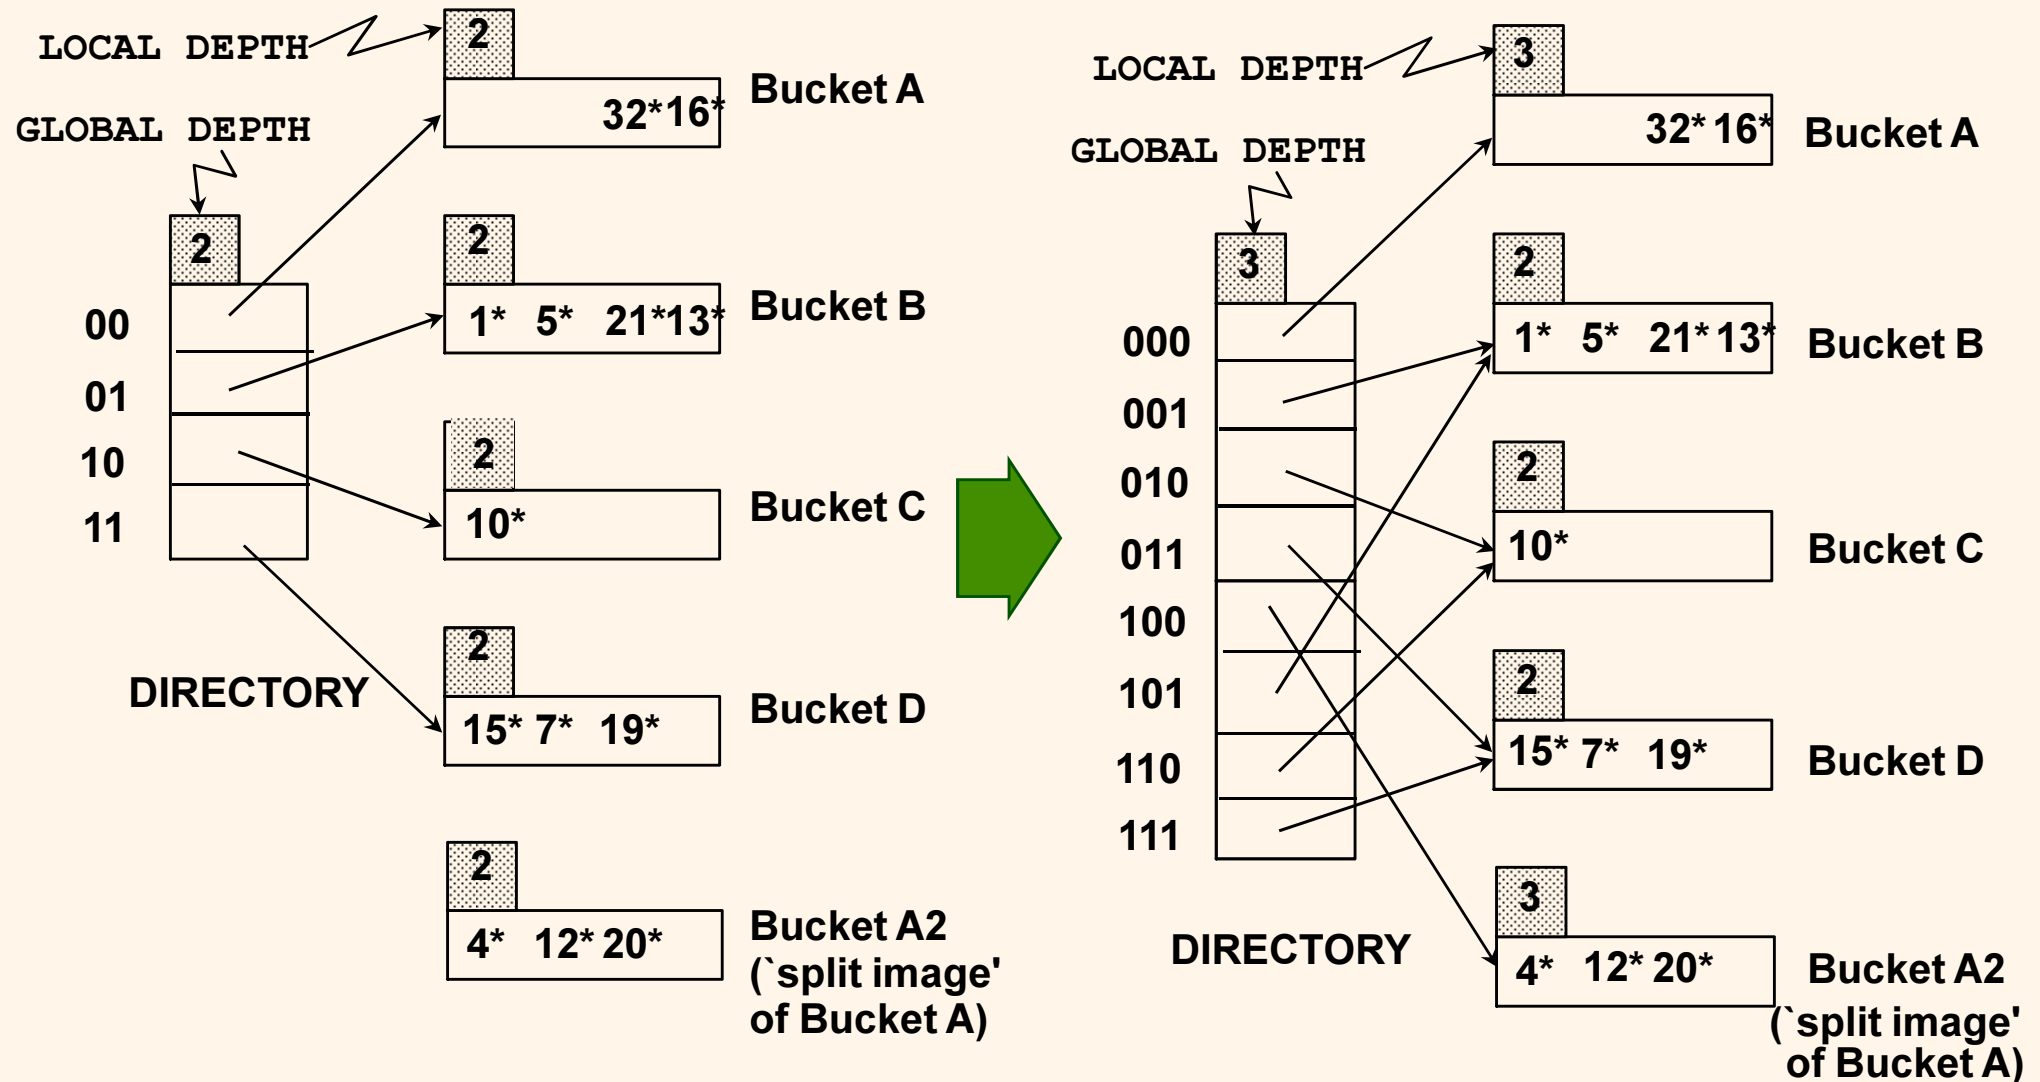 LOCAL DEPTH
2
32* 16*
Bucket A
GLOBAL DEPTH
2
00
01
10
11
2
1* 5* 21* 13*
Bucket B
2
10*
Bucket C
DIRECTORY
2
15* 7* 19*
Bucket D
2
4* 12* 20*
Bucket A2
(`split image'
of Bucket A)
LOCAL DEPTH
3
32* 16*
Bucket A
GLOBAL DEPTH
3
000
001
010
011
100
101
110
111
2
1* 5* 21* 13*
Bucket B
2
10*
Bucket C
2
15* 7* 19*
Bucket D
DIRECTORY
3
4* 12* 20*
Bucket A2
(`split image'
of Bucket A)